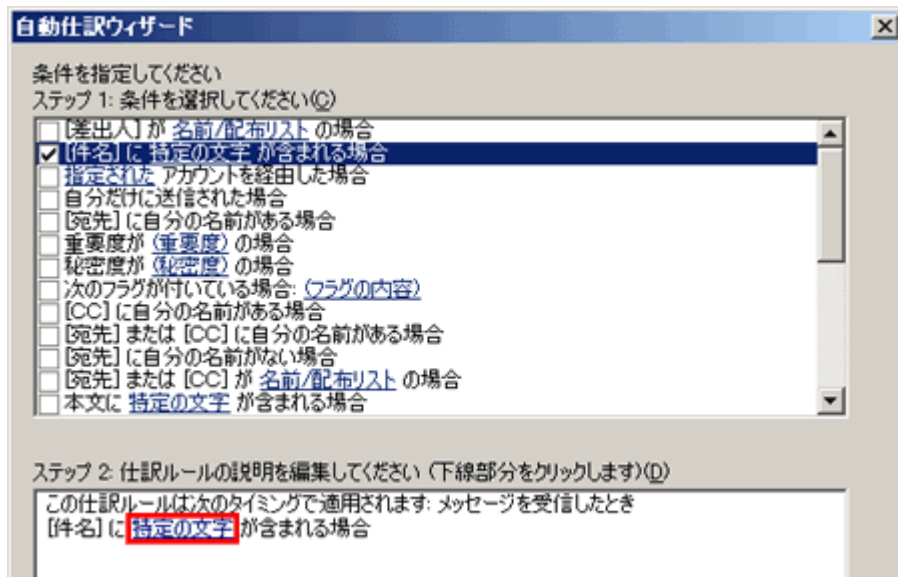 自動仕訳ウィザード
条件を指定してください
ステップ 1: 条件を選択してください(C)
[差出人] が 名前/配布リスト の場合
[件名] に 特定の文字 が含まれる場合
指定された アカウントを経由した場合
自分だけに送信された場合
[宛先] に自分の名前がある場合
重要度が (重要度) の場合
秘密度が (秘密度) の場合
次のフラグが付いている場合: (フラグの内容)
[CC] に自分の名前がある場合
[宛先] または [CC] に自分の名前がある場合
[宛先] に自分の名前がない場合
[宛先] または [CC] が 名前/配布リスト の場合
本文に 特定の文字 が含まれる場合
ステップ 2: 仕訳ルールの説明を編集してください (下線部分をクリックします)(D)
この仕訳ルールは次のタイミングで適用されます: メッセージを受信したとき
[件名] に 特定の文字 が含まれる場合